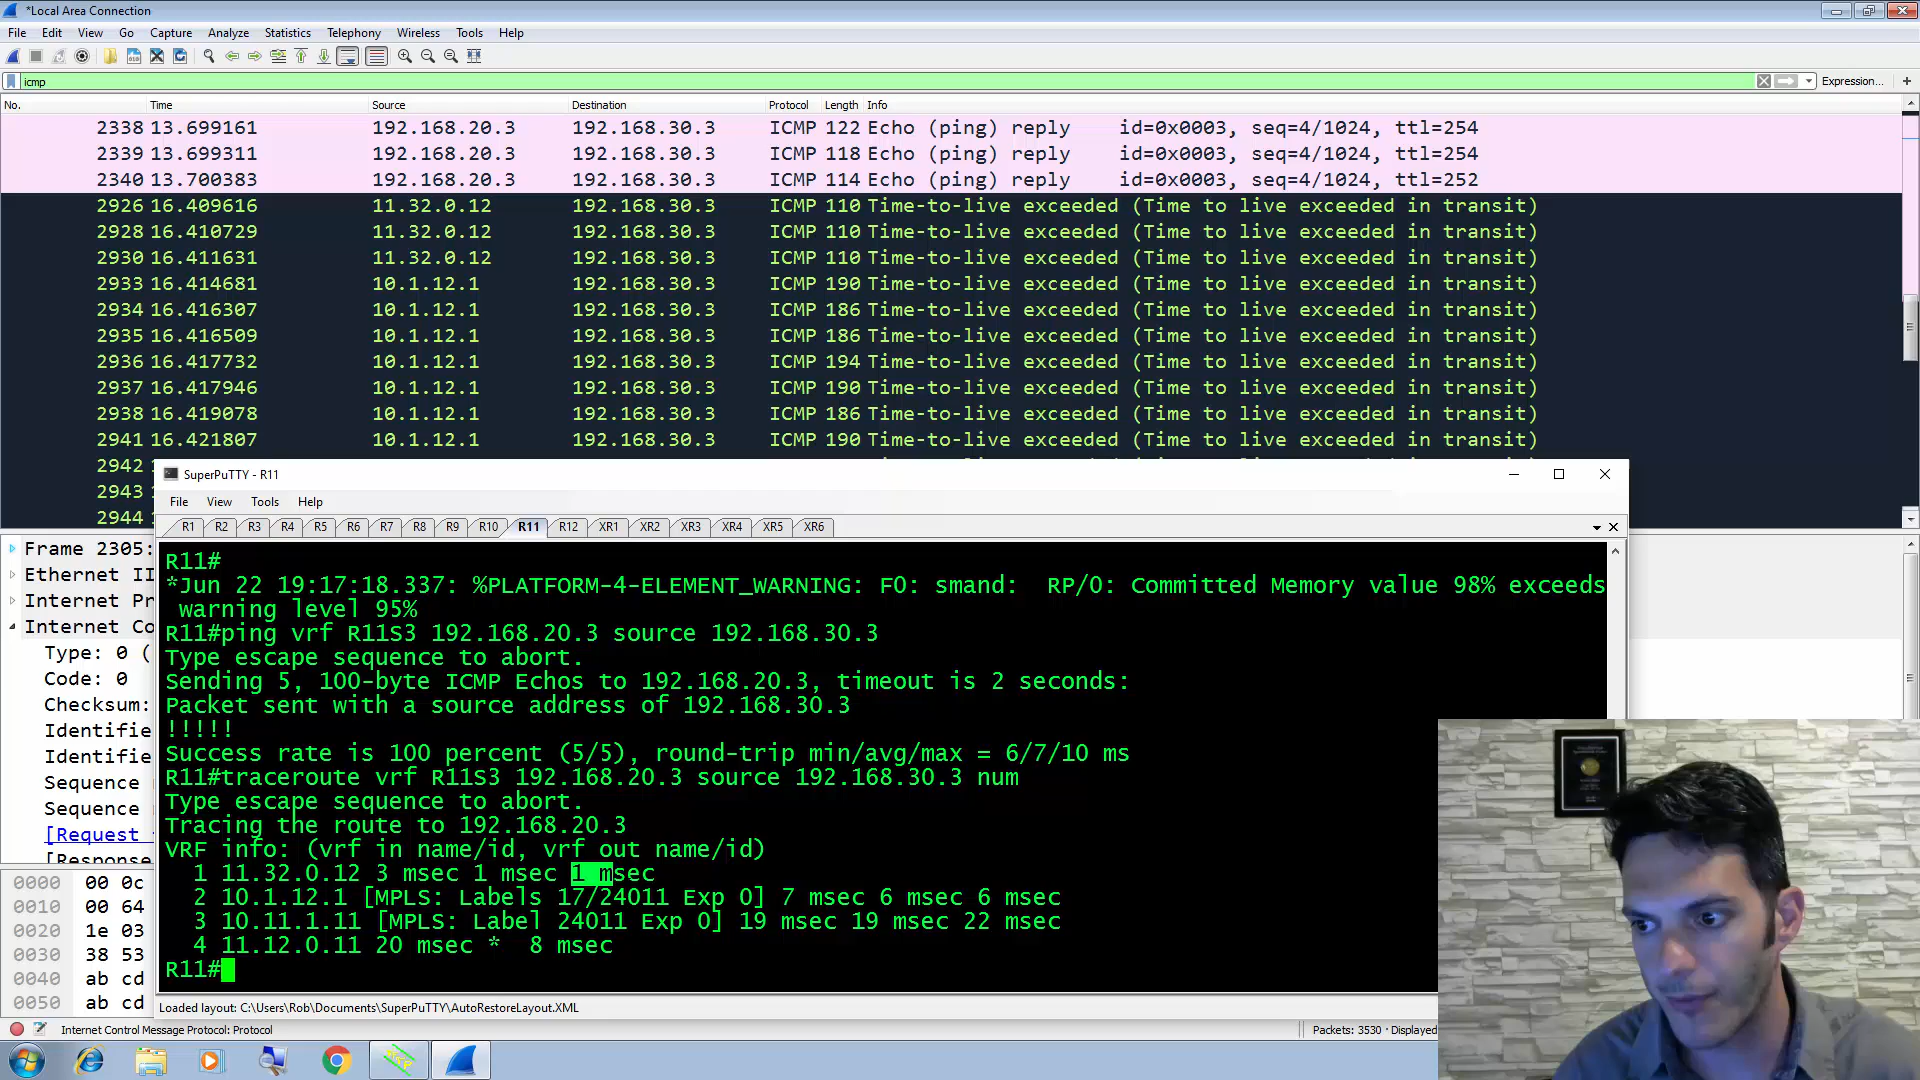 *Local Area Connection
File Edit View Go Capture Analyze Statistics Telephony Wireless Tools Help
icmp
Expression... +
No. Time Source Destination Protocol Length Info
2338 13.699161 192.168.20.3 192.168.30.3 ICMP 122 Echo (ping) reply id=0x0003, seq=4/1024, ttl=254
2339 13.699311 192.168.20.3 192.168.30.3 ICMP 118 Echo (ping) reply id=0x0003, seq=4/1024, ttl=254
2340 13.700383 192.168.20.3 192.168.30.3 ICMP 114 Echo (ping) reply id=0x0003, seq=4/1024, ttl=252
2926 16.409616 11.32.0.12 192.168.30.3 ICMP 110 Time-to-live exceeded (Time to live exceeded in transit)
2928 16.410729 11.32.0.12 192.168.30.3 ICMP 110 Time-to-live exceeded (Time to live exceeded in transit)
2930 16.411631 11.32.0.12 192.168.30.3 ICMP 110 Time-to-live exceeded (Time to live exceeded in transit)
2933 16.414681 10.1.12.1 192.168.30.3 ICMP 190 Time-to-live exceeded (Time to live exceeded in transit)
2934 16.416307 10.1.12.1 192.168.30.3 ICMP 186 Time-to-live exceeded (Time to live exceeded in transit)
2935 16.416509 10.1.12.1 192.168.30.3 ICMP 186 Time-to-live exceeded (Time to live exceeded in transit)
2936 16.417732 10.1.12.1 192.168.30.3 ICMP 194 Time-to-live exceeded (Time to live exceeded in transit)
2937 16.417946 10.1.12.1 192.168.30.3 ICMP 190 Time-to-live exceeded (Time to live exceeded in transit)
2938 16.419078 10.1.12.1 192.168.30.3 ICMP 186 Time-to-live exceeded (Time to live exceeded in transit)
2941 16.421807 10.1.12.1 192.168.30.3 ICMP 190 Time-to-live exceeded (Time to live exceeded in transit)
2942
2943
2944
Frame 2305:
Ethernet II
Internet Pr
Internet Co
Type: 0 (
Code: 0
Checksum:
Identifie
Identifie
Sequence
Sequence
[Request
[Response
0000 00 0c
0010 00 64
0020 1e 03
0030 38 53
0040 ab cd
0050 ab cd
SuperPuTTY - R11
File View Tools Help
R1 R2 R3 R4 R5 R6 R7 R8 R9 R10 R11 R12 XR1 XR2 XR3 XR4 XR5 XR6
R11#
*Jun 22 19:17:18.337: %PLATFORM-4-ELEMENT_WARNING: F0: smand: RP/0: Committed Memory value 98% exceeds
warning level 95%
R11#ping vrf R11S3 192.168.20.3 source 192.168.30.3
Type escape sequence to abort.
Sending 5, 100-byte ICMP Echos to 192.168.20.3, timeout is 2 seconds:
Packet sent with a source address of 192.168.30.3
!!!!!
Success rate is 100 percent (5/5), round-trip min/avg/max = 6/7/10 ms
R11#traceroute vrf R11S3 192.168.20.3 source 192.168.30.3 num
Type escape sequence to abort.
Tracing the route to 192.168.20.3
VRF info: (vrf in name/id, vrf out name/id)
1 11.32.0.12 3 msec 1 msec 1 msec
2 10.1.12.1 [MPLS: Labels 17/24011 Exp 0] 7 msec 6 msec 6 msec
3 10.11.1.11 [MPLS: Label 24011 Exp 0] 19 msec 19 msec 22 msec
4 11.12.0.11 20 msec * 8 msec
R11#
Loaded layout: C:\Users\Rob\Documents\SuperPuTTY\AutoRestoreLayout.XML
Internet Control Message Protocol: Protocol
Packets: 3530 · Displayed